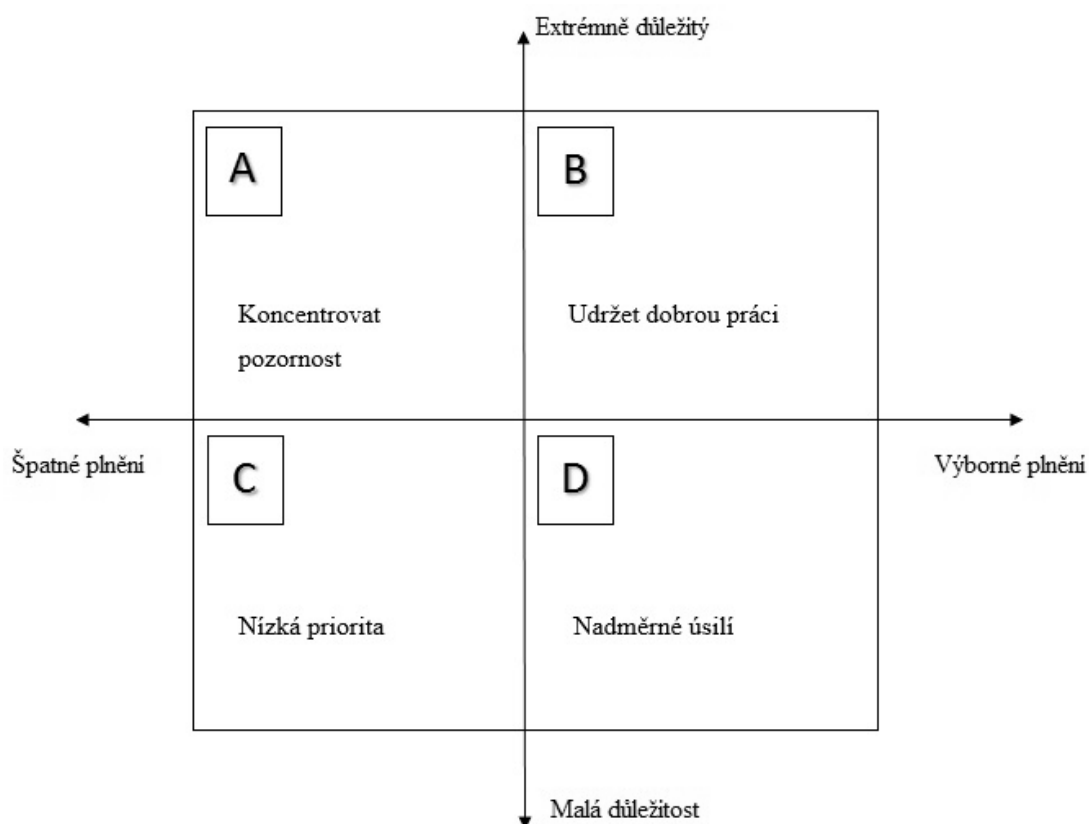 Extrémně důležitý
A
B
Koncentrovat
pozornost
Udržet dobrou práci
Špatné plnění
Výborné plnění
C
D
Nízká priorita
Nadměrné úsilí
Malá důležitost